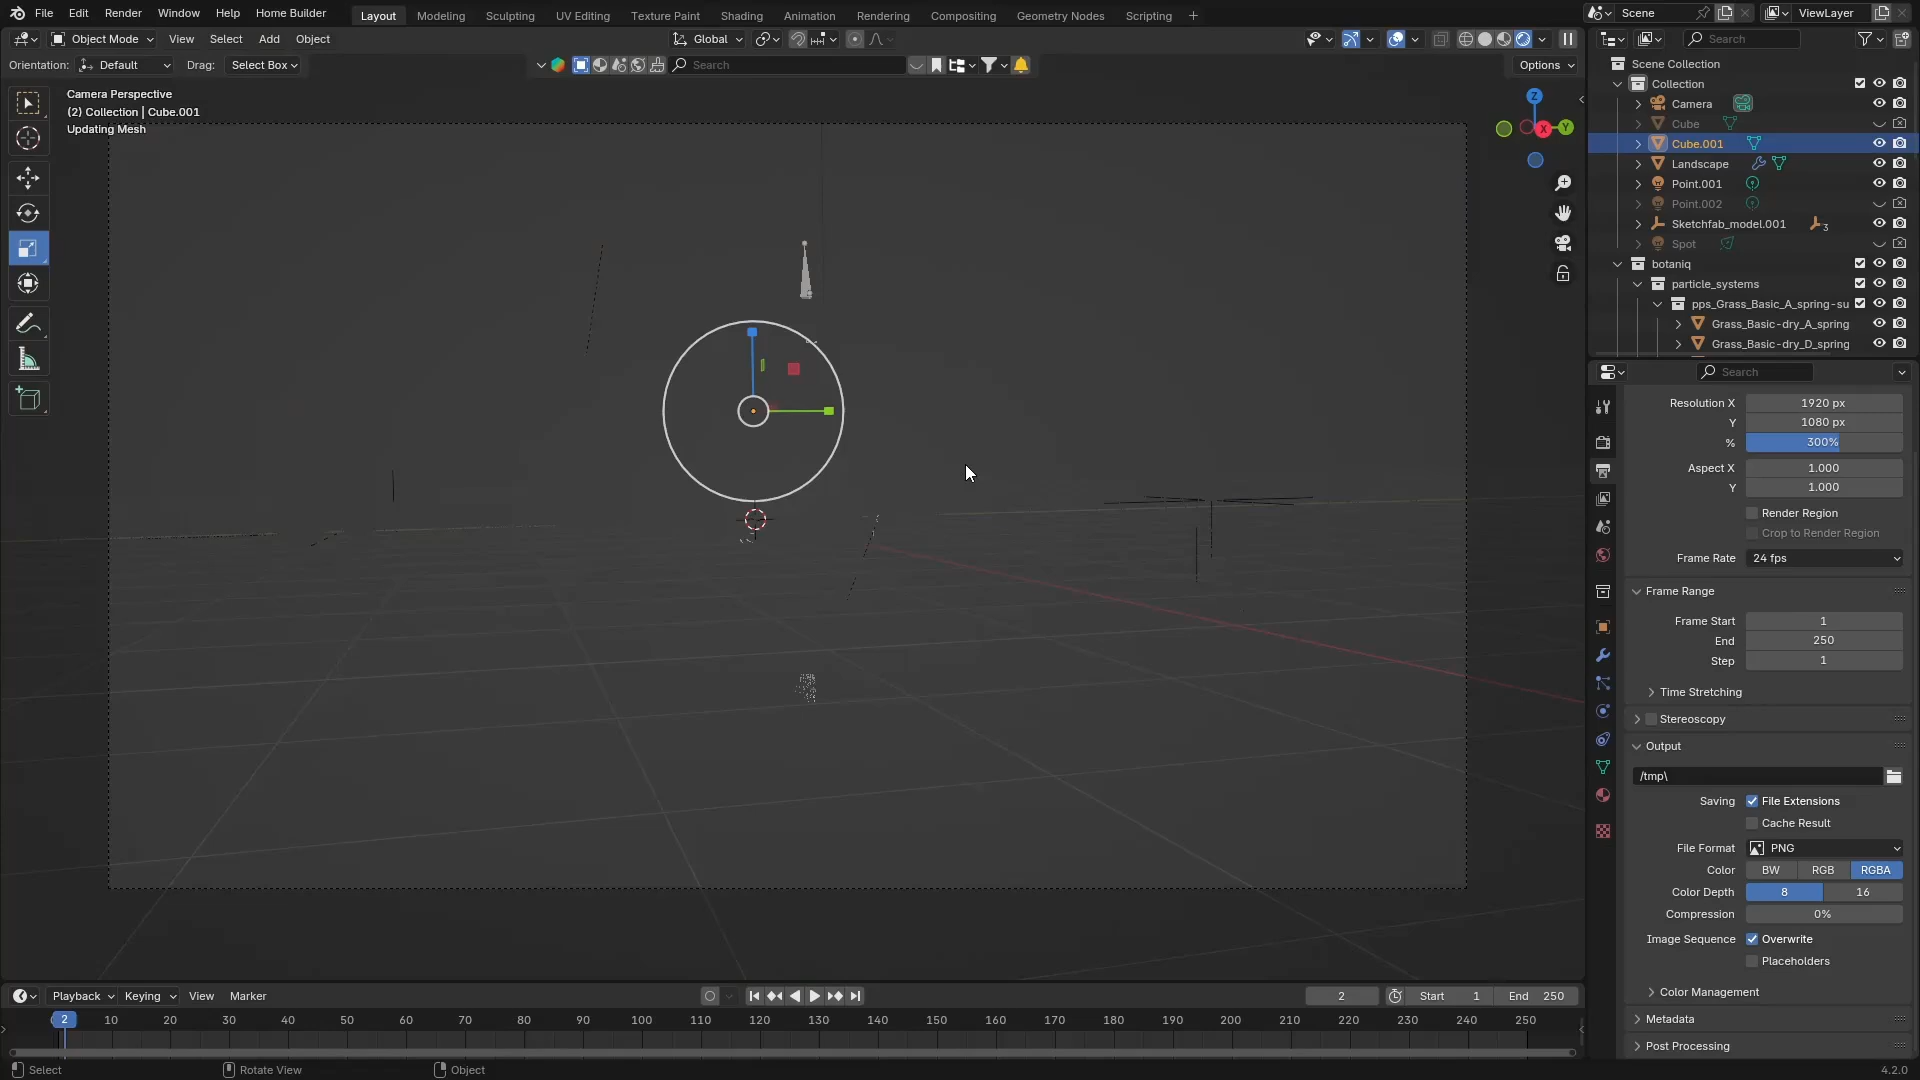 File Edit Render Window Help Home Builder Layout Modeling Sculpting UV Editing Texture Paint Shading Animation Rendering Compositing Geometry Nodes Scripting + Scene ViewLayer
Object Mode View Select Add Object Global Search
Orientation: Default Drag: Select Box Search Options
Camera Perspective
(2) Collection | Cube.001
Updating Mesh
Z
X
Y
Scene Collection
Collection
Camera
Cube
Cube.001
Landscape
Point.001
Point.002
Sketchfab_model.001 3
Spot
botaniq
particle_systems
pps_Grass_Basic_A_spring-su
Grass_Basic-dry_A_spring
Grass_Basic-dry_D_spring
Search
Resolution X 1920 px
Y 1080 px
% 300%
Aspect X 1.000
Y 1.000
Render Region
Crop to Render Region
Frame Rate 24 fps
Frame Range
Frame Start 1
End 250
Step 1
Time Stretching
Stereoscopy
Output
/tmp\
Saving File Extensions
Cache Result
File Format PNG
Color BW RGB RGBA
Color Depth 8 16
Compression 0%
Image Sequence Overwrite
Placeholders
Color Management
Metadata
Post Processing
Playback Keying View Marker 2 Start 1 End 250
2 10 20 30 40 50 60 70 80 90 100 110 120 130 140 150 160 170 180 190 200 210 220 230 240 250
Select Rotate View Object 4.2.0